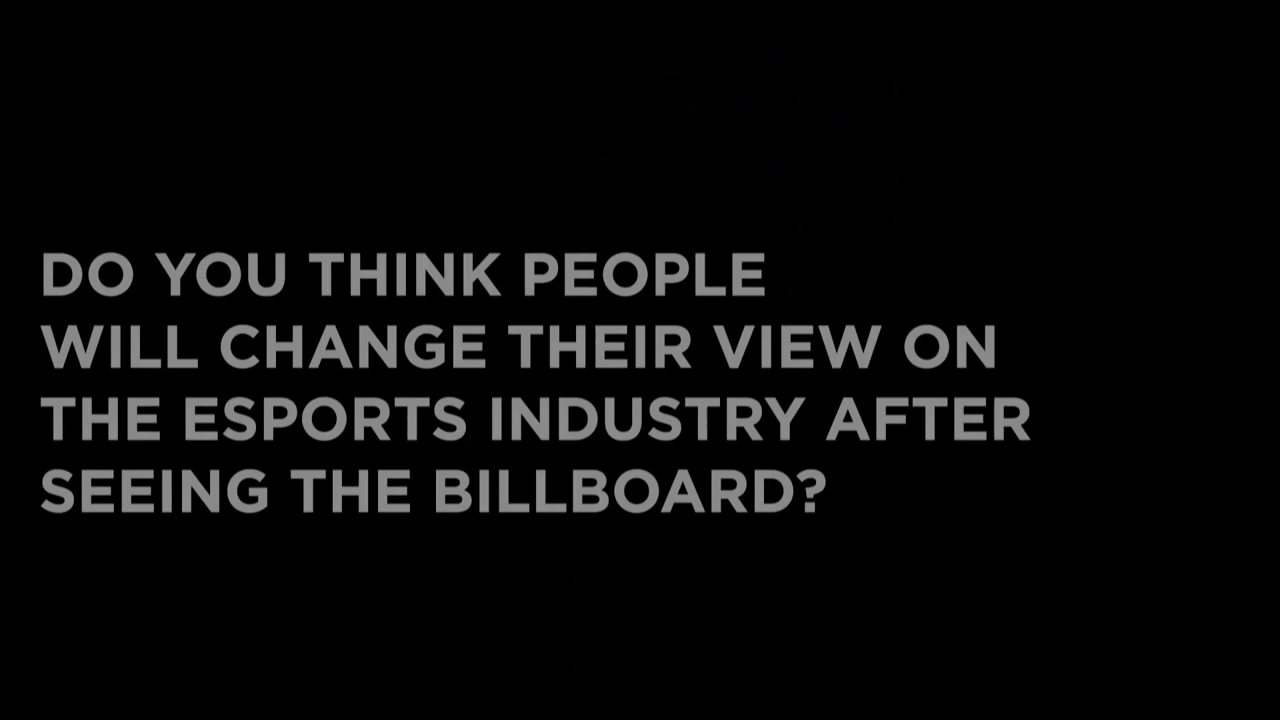 DO YOU THINK PEOPLE
WILL CHANGE THEIR VIEW ON
THE ESPORTS INDUSTRY AFTER
SEEING THE BILLBOARD?